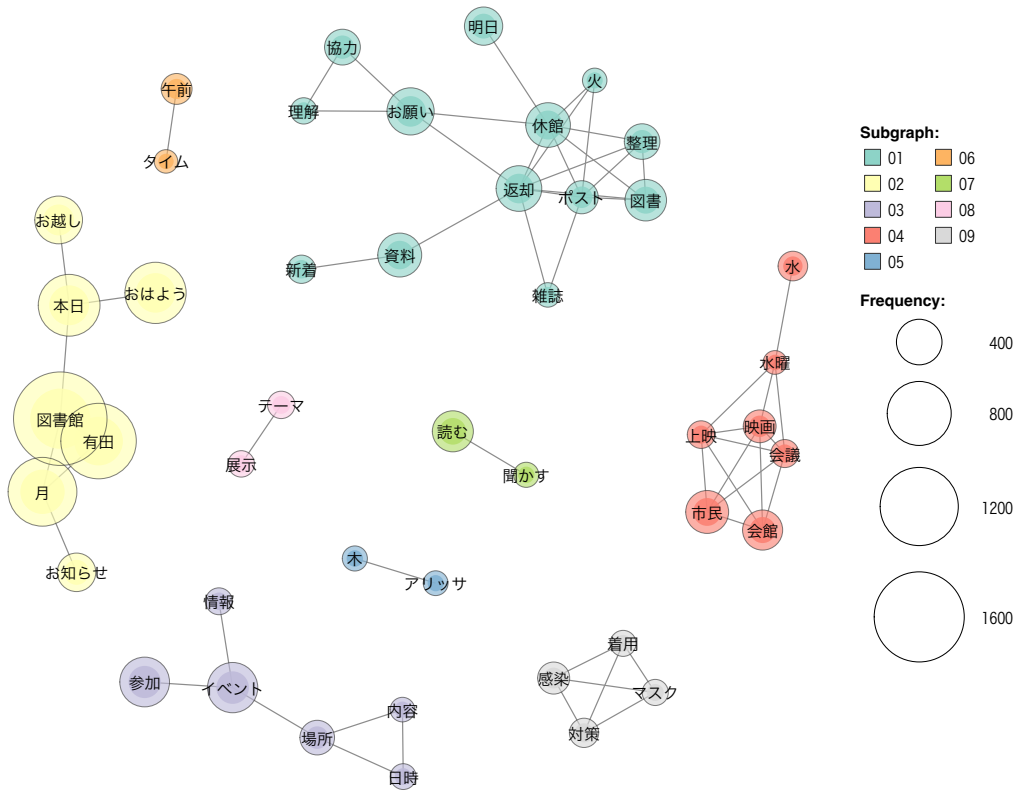 明日
協力
火
午前
理解
お願い
休館
整理
タイム
返却
ポスト
図書
お越し
資料
新着
雑誌
おはよう
本日
水
水曜
テーマ
図書館
有田
読む
上映
映画
会議
展示
聞かす
月
市民
会館
お知らせ
木
アリッサ
情報
参加
イベント
場所
内容
日時
着用
感染
マスク
対策
Subgraph:
01
02
03
04
05
06
07
08
09
Frequency:
400
800
1200
1600